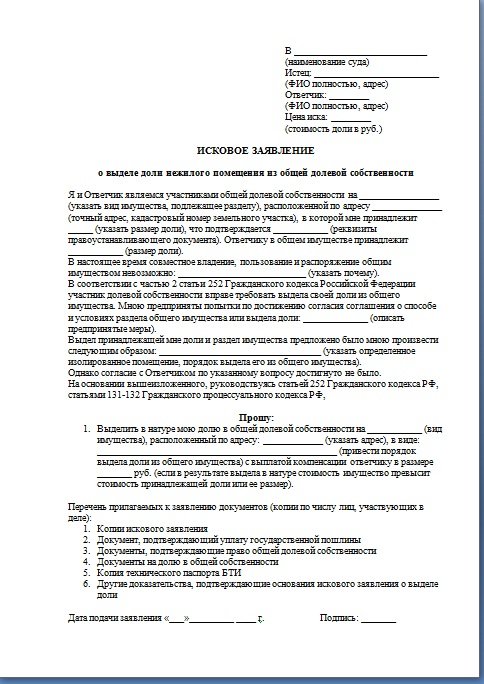 В ____________________________
(наименование суда)
Истец: __________________________
(ФИО полностью, адрес)
Ответчик: ________
(ФИО полностью, адрес)
Цена иска: ________
(стоимость доли в руб.)
ИСКОВОЕ ЗАЯВЛЕНИЕ
о выделе доли нежилого помещения из общей долевой собственности
Я и Ответчик являемся участниками общей долевой собственности на ________________
(указать вид имущества, подлежащее разделу), расположенном по адресу ______________
(точный адрес, кадастровый номер земельного участка), в которой мне принадлежит
_____ (указать размер доли), что подтверждается ___________ (реквизиты
правоустанавливающего документа). Ответчику в общем имуществе принадлежит
___________ (размер доли).
В настоящее время совместное владение, пользование и распоряжение общим
имуществом невозможно: __________________________ (указать почему).
В соответствии с частью 2 статьи 252 Гражданского кодекса Российской Федерации
участник долевой собственности вправе требовать выдела своей доли из общего
имущества. Мною предприняты попытки по достижению согласия соглашения о способе
и условиях раздела общего имущества или выдела доли: _____________ (описать
предпринятые меры).
Выдел принадлежащей мне доли и раздел имущества предложено было мною произвести
следующим образом: _________________________________ (указать определенное
изолированное помещение, порядок выдела его из общего имущества).
Однако согласие с Ответчиком по указанному вопросу достигнуто не было.
На основании вышеизложенного, руководствуясь статьей 252 Гражданского кодекса РФ,
статьями 131-132 Гражданского процессуального кодекса РФ,
Прошу:
1. Выделить в натуре мою долю в общей долевой собственности на ___________ (вид
имущества), расположенный по адресу: ____________ (указать адрес), в виде:
________________________________________________ (привести порядок
выдела доли из общего имущества) с выплатой компенсации ответчику в размере
_______ руб. (если в результате выдела в натуре стоимость имущество превысит
стоимость принадлежащей доли или ее размер).
Перечень прилагаемых к заявлению документов (копии по числу лиц, участвующих в
деле):
1. Копии искового заявления
2. Документ, подтверждающий уплату государственной пошлины
3. Документы, подтверждающие право общей долевой собственности
4. Документы на долю в общей собственности
5. Копия технического паспорта БТИ
6. Другие доказательства, подтверждающие основания искового заявления о выделе
доли
Дата подачи заявления «___»_________ ____ г. Подпись: _______